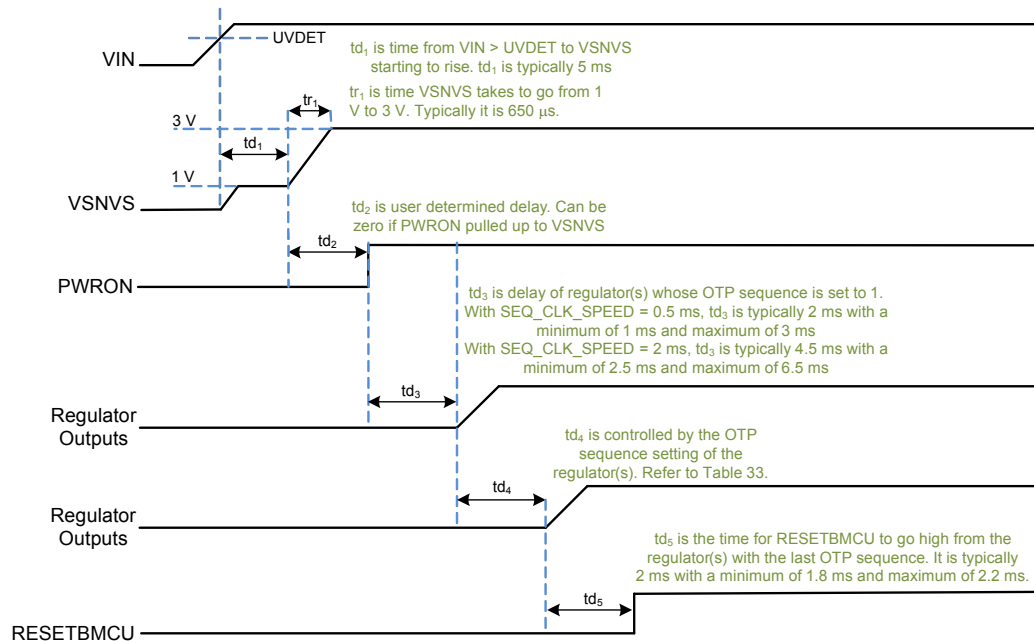 UVDET
VIN
td1 is time from VIN > UVDET to VSNVS
starting to rise. td1 is typically 5 ms
tr1 is time VSNVS takes to go from 1
V to 3 V. Typically it is 650 μs.
tr1
3 V
td1
1 V
VSNVS
td2 is user determined delay. Can be
zero if PWRON pulled up to VSNVS
td2
PWRON
td3 is delay of regulator(s) whose OTP sequence is set to 1.
With SEQ_CLK_SPEED = 0.5 ms, td3 is typically 2 ms with a
minimum of 1 ms and maximum of 3 ms
With SEQ_CLK_SPEED = 2 ms, td3 is typically 4.5 ms with a
minimum of 2.5 ms and maximum of 6.5 ms
td3
Regulator
Outputs
td4 is controlled by the OTP
sequence setting of the
regulator(s). Refer to Table 33.
td4
Regulator
Outputs
td5 is the time for RESETBMCU to go high from the
regulator(s) with the last OTP sequence. It is typically
2 ms with a minimum of 1.8 ms and maximum of 2.2 ms.
td5
RESETBMCU